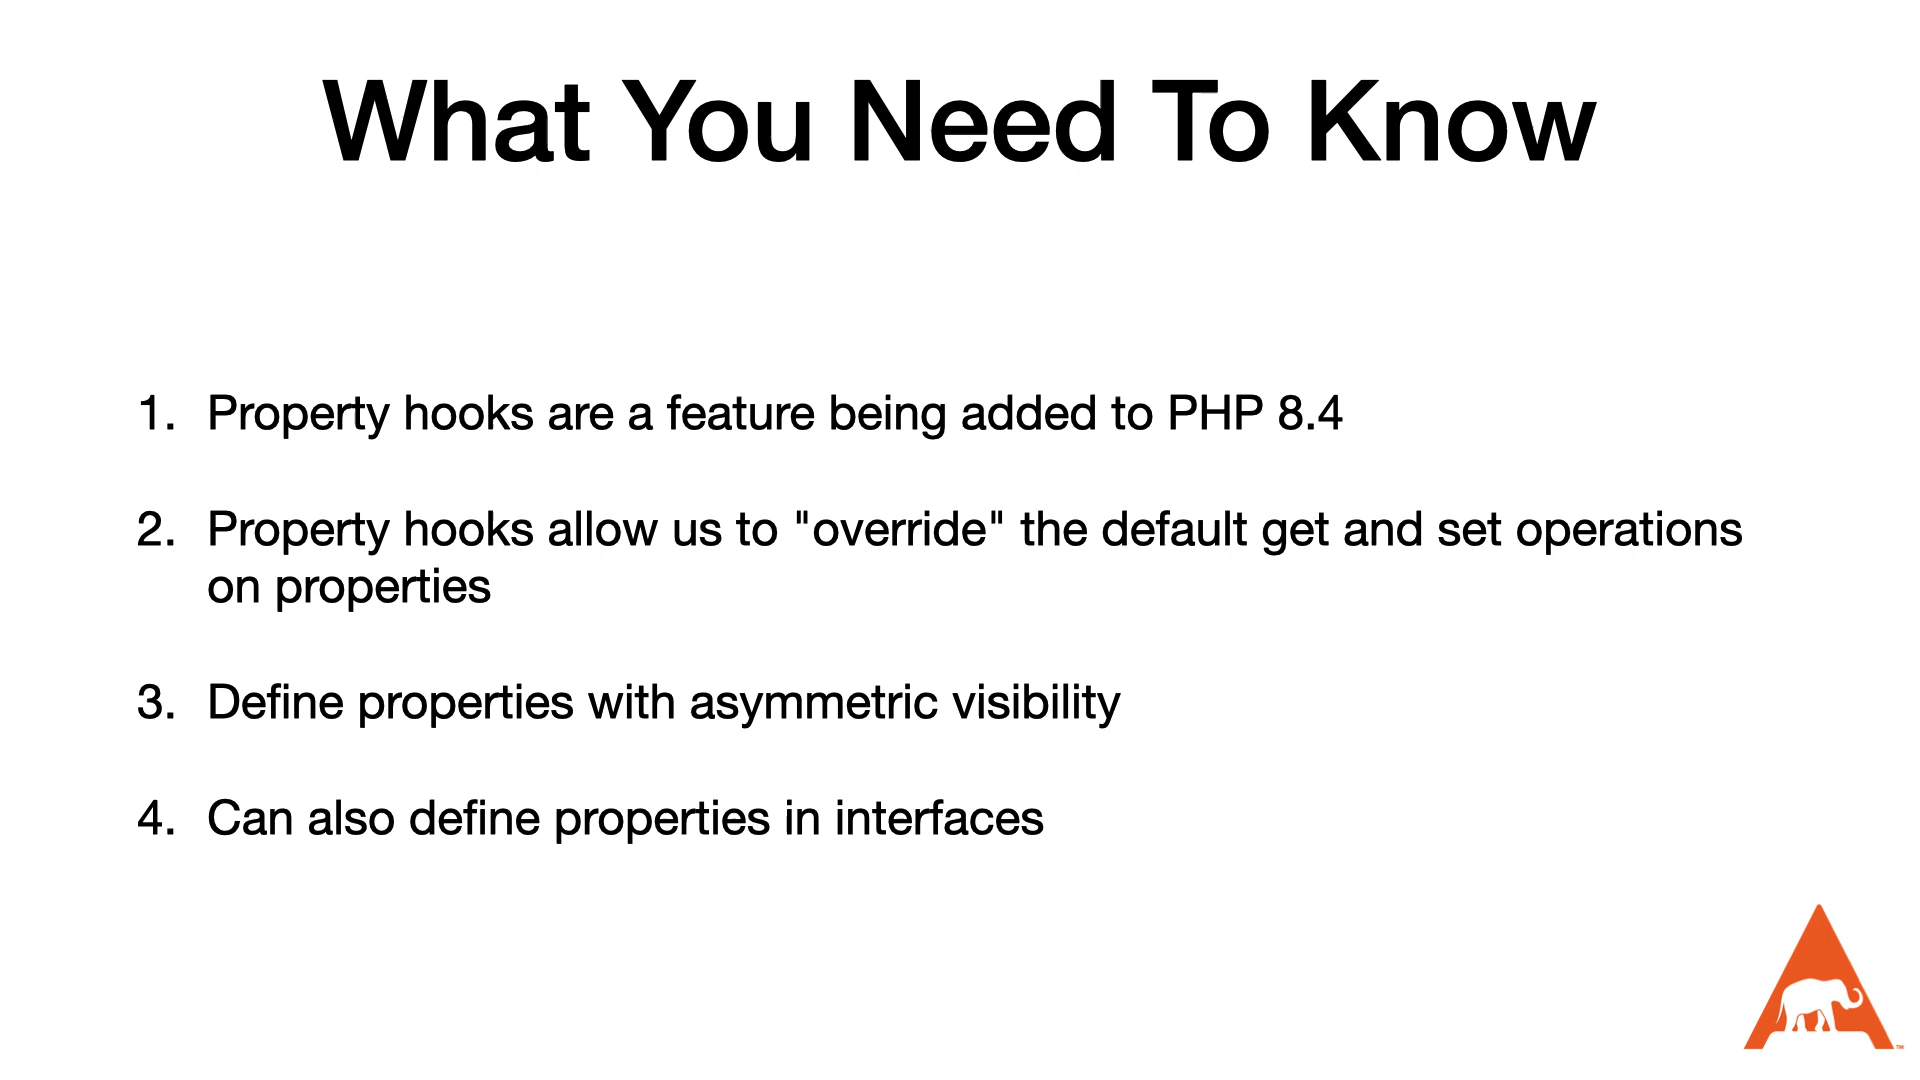 What You Need To Know
1. Property hooks are a feature being added to PHP 8.4
2. Property hooks allow us to "override" the default get and set operations
on properties
3. Define properties with asymmetric visibility
4. Can also define properties in interfaces
TM